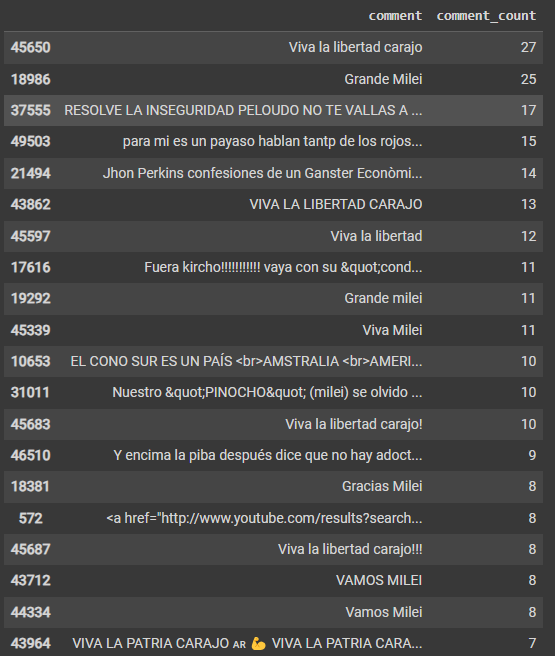 comment comment_count
45650 Viva la libertad carajo 27
18986 Grande Milei 25
37555 RESOLVE LA INSEGURIDAD PELOUDO NO TE VALLAS A ... 17
49503 para mi es un payaso hablan tantp de los rojos... 15
21494 Jhon Perkins confesiones de un Ganster Econòmi... 14
43862 VIVA LA LIBERTAD CARAJO 13
45597 Viva la libertad 12
17616 Fuera kircho!!!!!!!!!!! vaya con su &quot;cond... 11
19292 Grande milei 11
45339 Viva Milei 11
10653 EL CONO SUR ES UN PAÍS <br>AMSTRALIA <br>AMERI... 10
31011 Nuestro &quot;PINOCHO&quot; (milei) se olvido ... 10
45683 Viva la libertad carajo! 10
46510 Y encima la piba después dice que no hay adoct... 9
18381 Gracias Milei 8
572 <a href="http://www.youtube.com/results?search... 8
45687 Viva la libertad carajo!!! 8
43712 VAMOS MILEI 8
44334 Vamos Milei 8
43964 VIVA LA PATRIA CARAJO 🇦🇷 💪 VIVA LA PATRIA CARA... 7